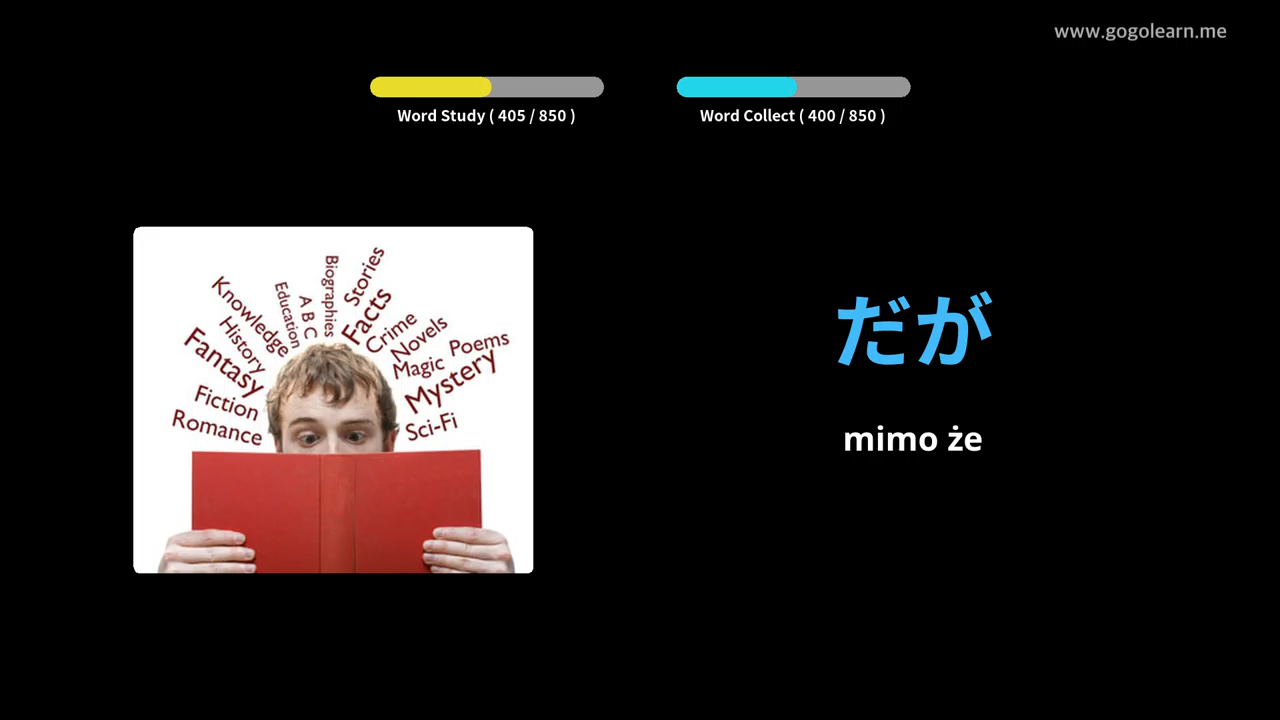 www.gogolearn.me
Word Study ( 405 / 850 )
Word Collect ( 400 / 850 )
Biographies
Stories
Education
A B C
Facts
Knowledge
Crime
History
Novels
Fantasy
Magic
Poems
Mystery
Fiction
Romance
Sci-Fi
だが
mimo że